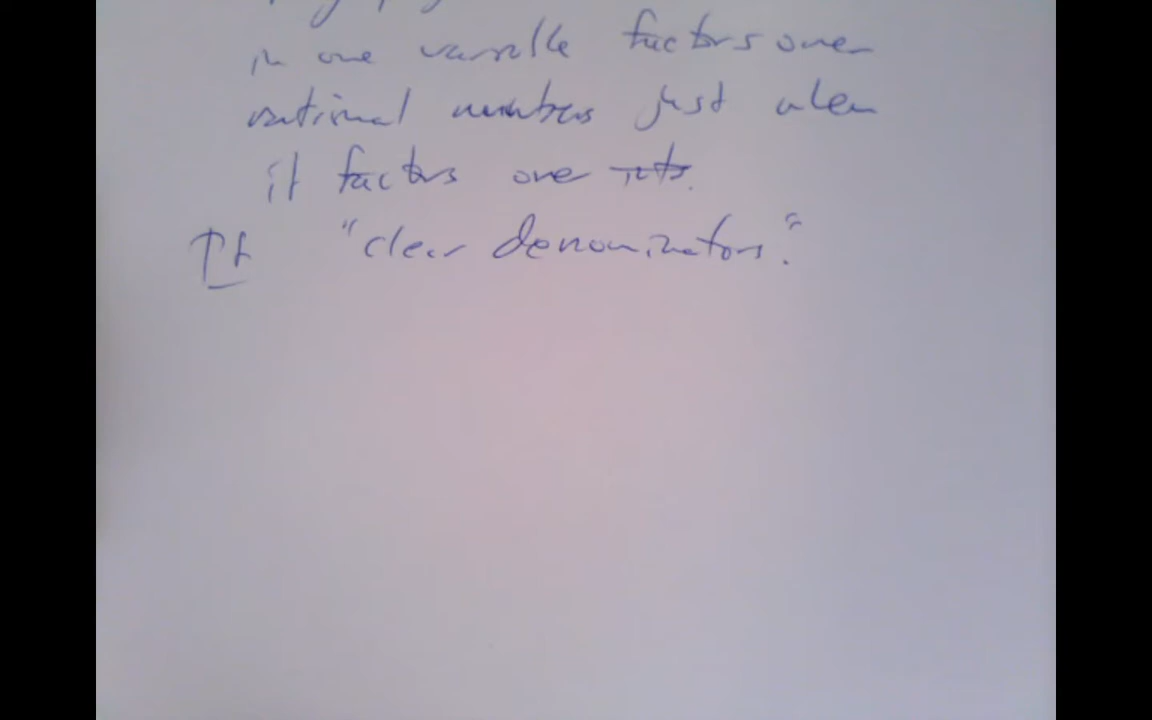 in one variable factors over
rational numbers just when
it factors over ints.
Pf "clear denominators."